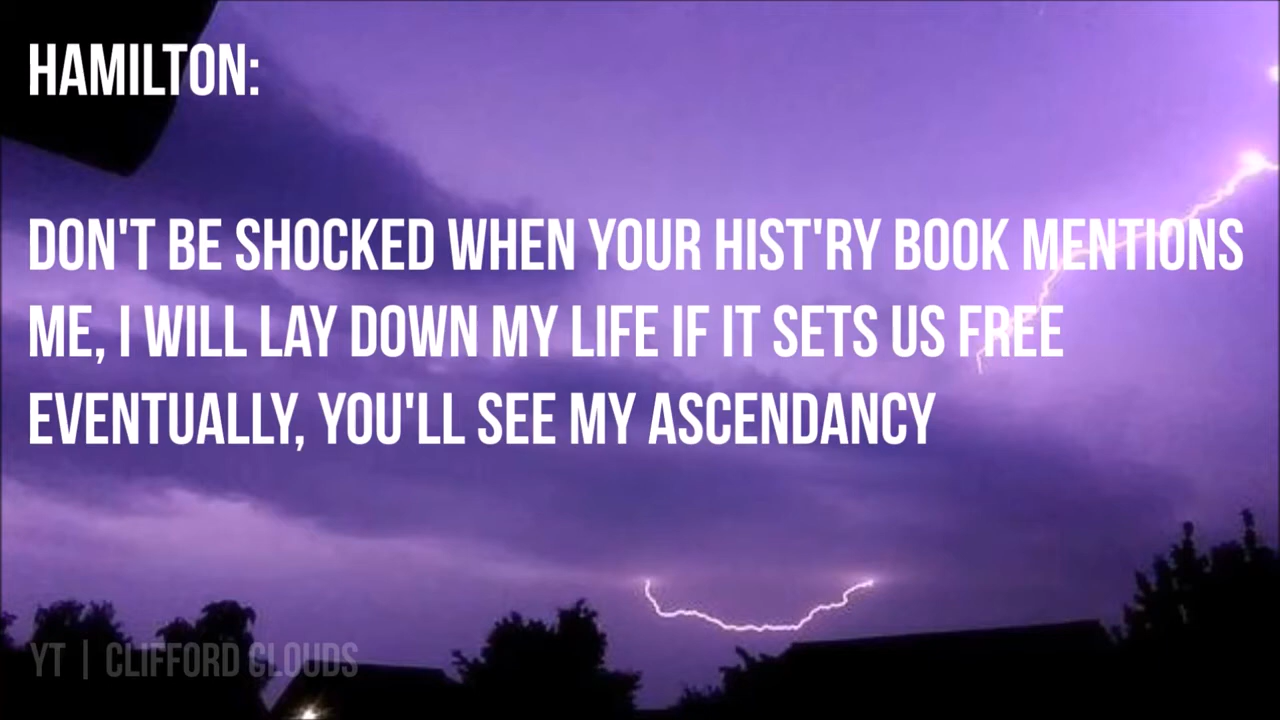 HAMILTON:
DON'T BE SHOCKED WHEN YOUR HIST'RY BOOK MENTIONS
ME, I WILL LAY DOWN MY LIFE IF IT SETS US FREE
EVENTUALLY, YOU'LL SEE MY ASCENDANCY
YT | CLIFFORD CLOUDS